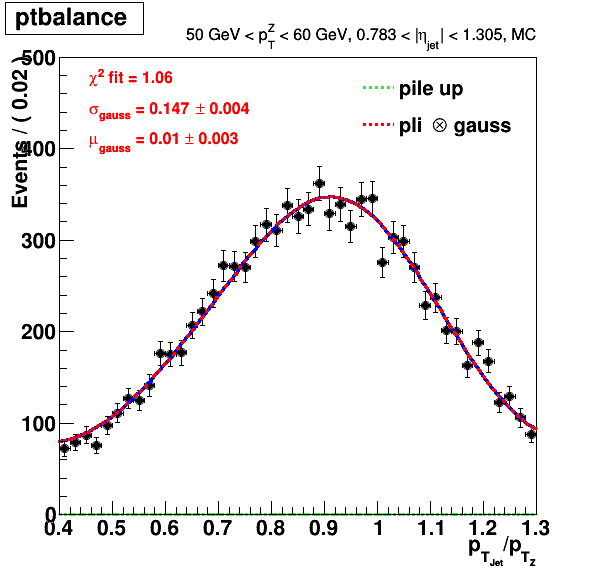 ptbalance
50 GeV < p_T^Z < 60 GeV, 0.783 < |η_jet| < 1.305, MC
χ² fit = 1.06
σ_gauss = 0.147 ± 0.004
μ_gauss = 0.01 ± 0.003
pile up
pli ⊗ gauss
Events / ( 0.02 )
500
400
300
200
100
0
0.4 0.5 0.6 0.7 0.8 0.9 1 1.1 1.2 1.3
p_T_Jet/p_T_Z